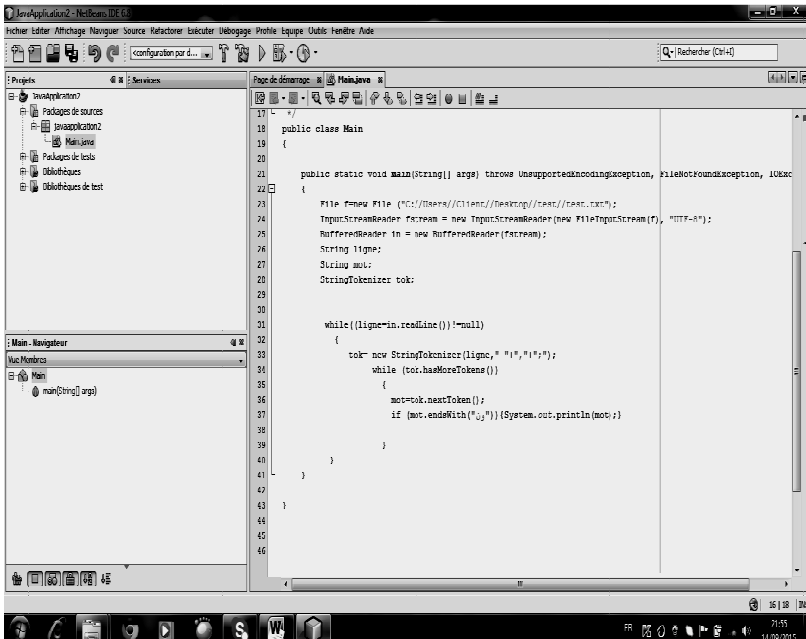 JavaApplication2 - NetBeans IDE 6.8
Fichier Editer Affichage Naviguer Source Refactorer Exécuter Débogage Profile Equipe Outils Fenêtre Aide
<configuration par d...
Rechercher (Ctrl+I)
Projets
Services
JavaApplication2
Packages de sources
javaapplication2
Main.java
Packages de tests
Bibliothèques
Bibliothèques de test
Main - Navigateur
Vue Membres
Main
main(String[] args)
Page de démarrage
Main.java
17 */
18 public class Main
19 {
20
21 public static void main(String[] args) throws UnsupportedEncodingException, FileNotFoundException, IOExc
22 {
23 File f=new File ("C://Users//Client//Desktop//test//test.txt");
24 InputStreamReader fstream = new InputStreamReader(new FileInputStream(f), "UTF-8");
25 BufferedReader in = new BufferedReader(fstream);
26 String ligne;
27 String mot;
28 StringTokenizer tok;
29
30
31 while((ligne=in.readLine())!=null)
32 {
33 tok= new StringTokenizer(ligne,
34 while (tok.hasMoreTokens())
35 {
36 mot=tok.nextToken();
37 if (mot.endsWith("ون")){System.out.println(mot);}
38
39 }
40 }
41 }
42
43 }
44
45
46
16|18 IN
FR
21:55
14/09/2012